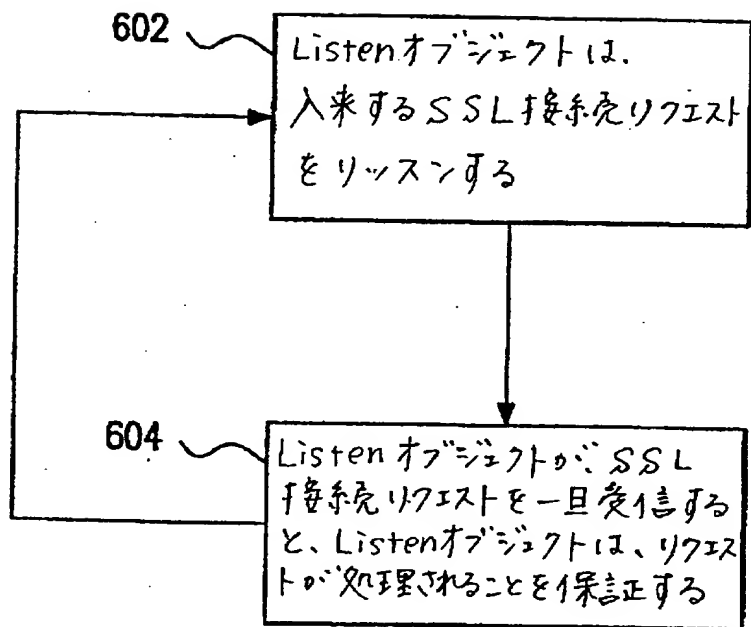 602
Listenオブジェクトは、
入来するSSL接続リクエスト
をリッスンする
604
Listenオブジェクトが、SSL
接続リクエストを一旦受信する
と、Listenオブジェクトは、リクエス
トが処理されることを保証する